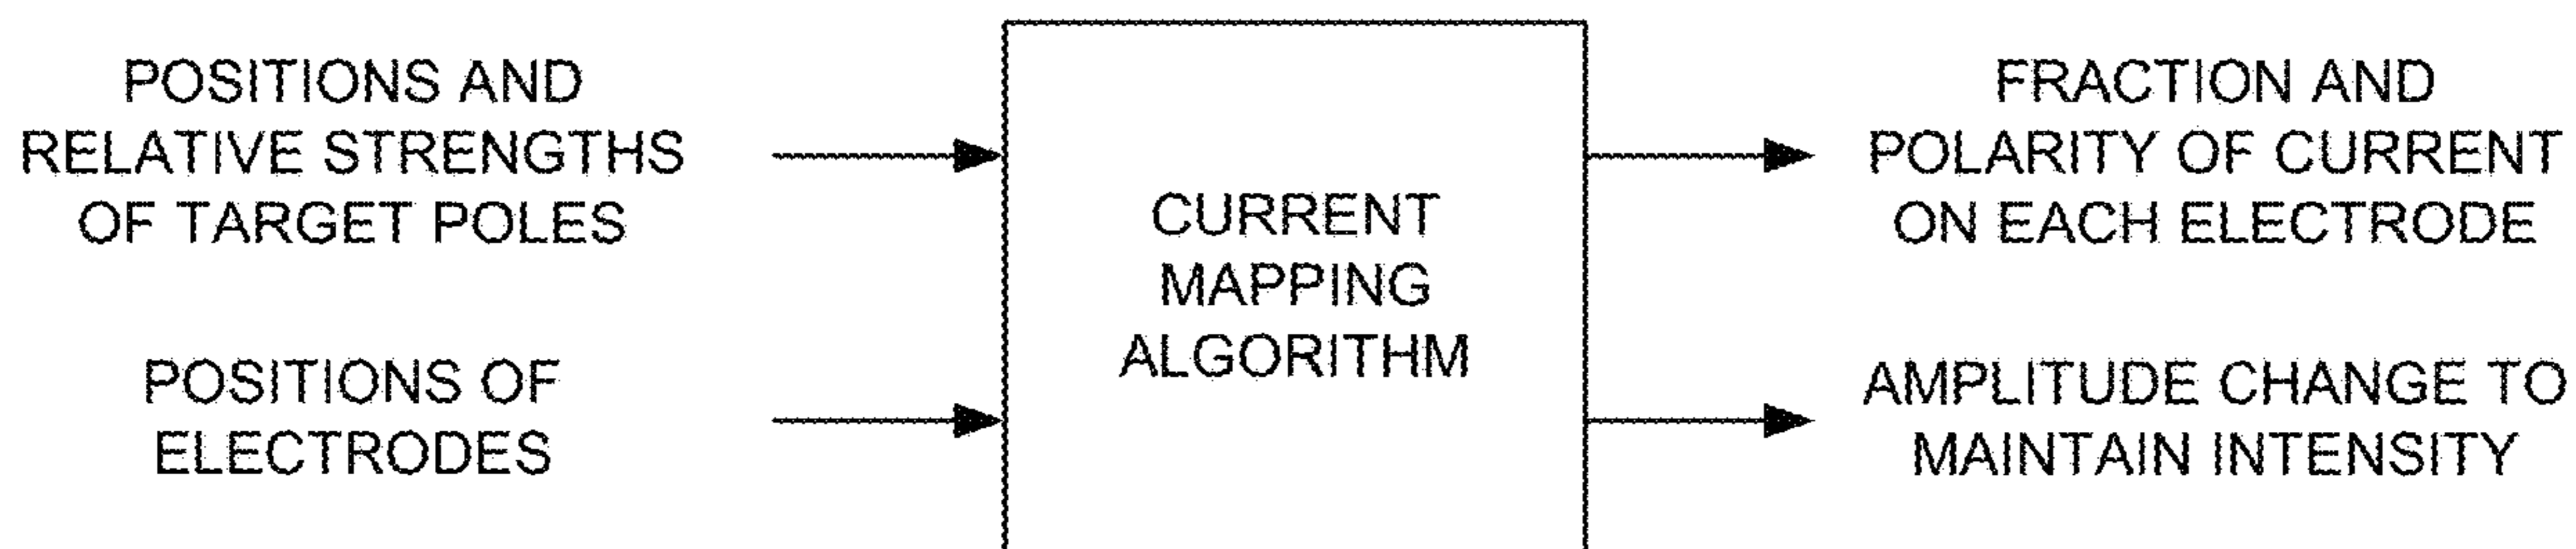 POSITIONS AND
RELATIVE STRENGTHS
OF TARGET POLES
POSITIONS OF
ELECTRODES
CURRENT
MAPPING
ALGORITHM
FRACTION AND
POLARITY OF CURRENT
ON EACH ELECTRODE
AMPLITUDE CHANGE TO
MAINTAIN INTENSITY